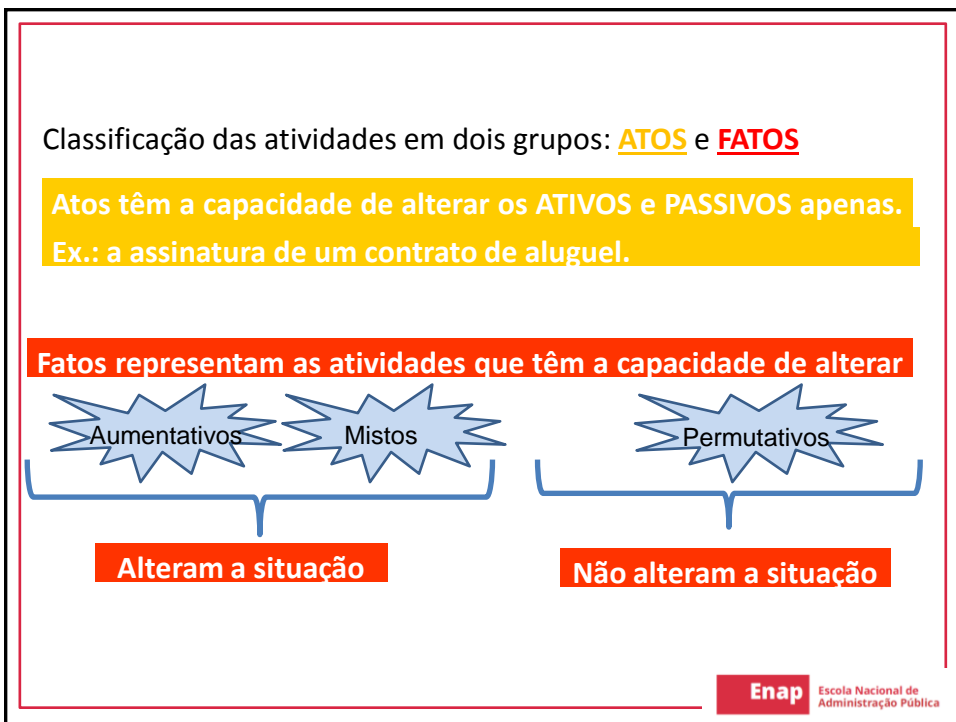 Classificação das atividades em dois grupos: ATOS e FATOS
Atos têm a capacidade de alterar os ATIVOS e PASSIVOS apenas.
Ex.: a assinatura de um contrato de aluguel.
Fatos representam as atividades que têm a capacidade de alterar
Aumentativos
Mistos
Permutativos
Alteram a situação
Não alteram a situação
Enap
Escola Nacional de
Administração Pública